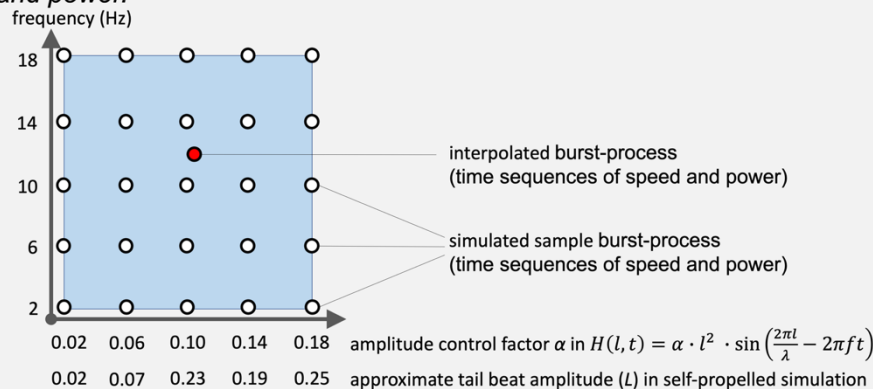 and power.
frequency (Hz)
18
14
10
6
2
interpolated burst-process
(time sequences of speed and power)
simulated sample burst-process
(time sequences of speed and power)
0.02 0.06 0.10 0.14 0.18 amplitude control factor α in H(l, t) = α · l² · sin(2πl/λ − 2πft)
0.02 0.07 0.23 0.19 0.25 approximate tail beat amplitude (L) in self-propelled simulation